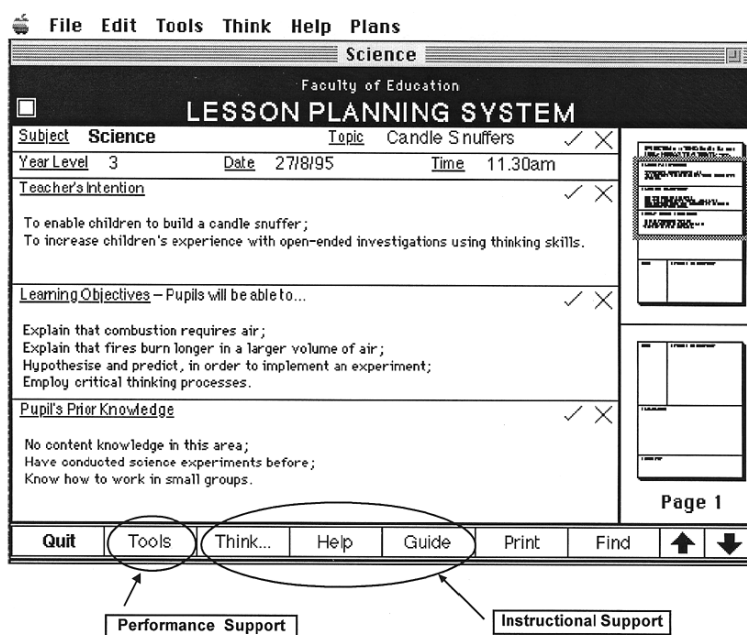 File Edit Tools Think Help Plans
Science
Faculty of Education
LESSON PLANNING SYSTEM
Subject Science Topic Candle Snuffers
Year Level 3 Date 27/8/95 Time 11.30am
Teacher's Intention
To enable children to build a candle snuffer;
To increase children's experience with open-ended investigations using thinking skills.
Learning Objectives – Pupils will be able to...
Explain that combustion requires air;
Explain that fires burn longer in a larger volume of air;
Hypothesise and predict, in order to implement an experiment;
Employ critical thinking processes.
Pupil's Prior Knowledge
No content knowledge in this area;
Have conducted science experiments before;
Know how to work in small groups.
Page 1
Quit Tools Think... Help Guide Print Find
Performance Support
Instructional Support